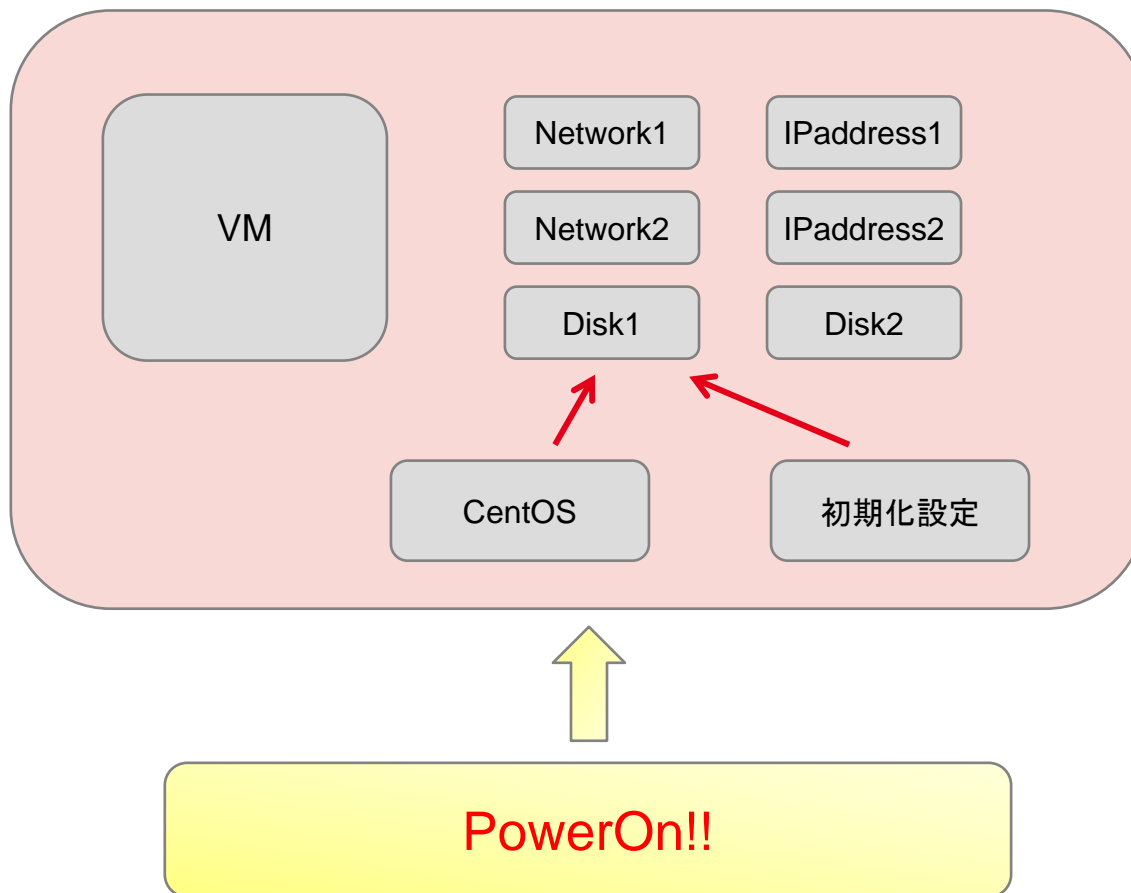 VM
Network1
IPaddress1
Network2
IPaddress2
Disk1
Disk2
CentOS
初期化設定
PowerOn!!